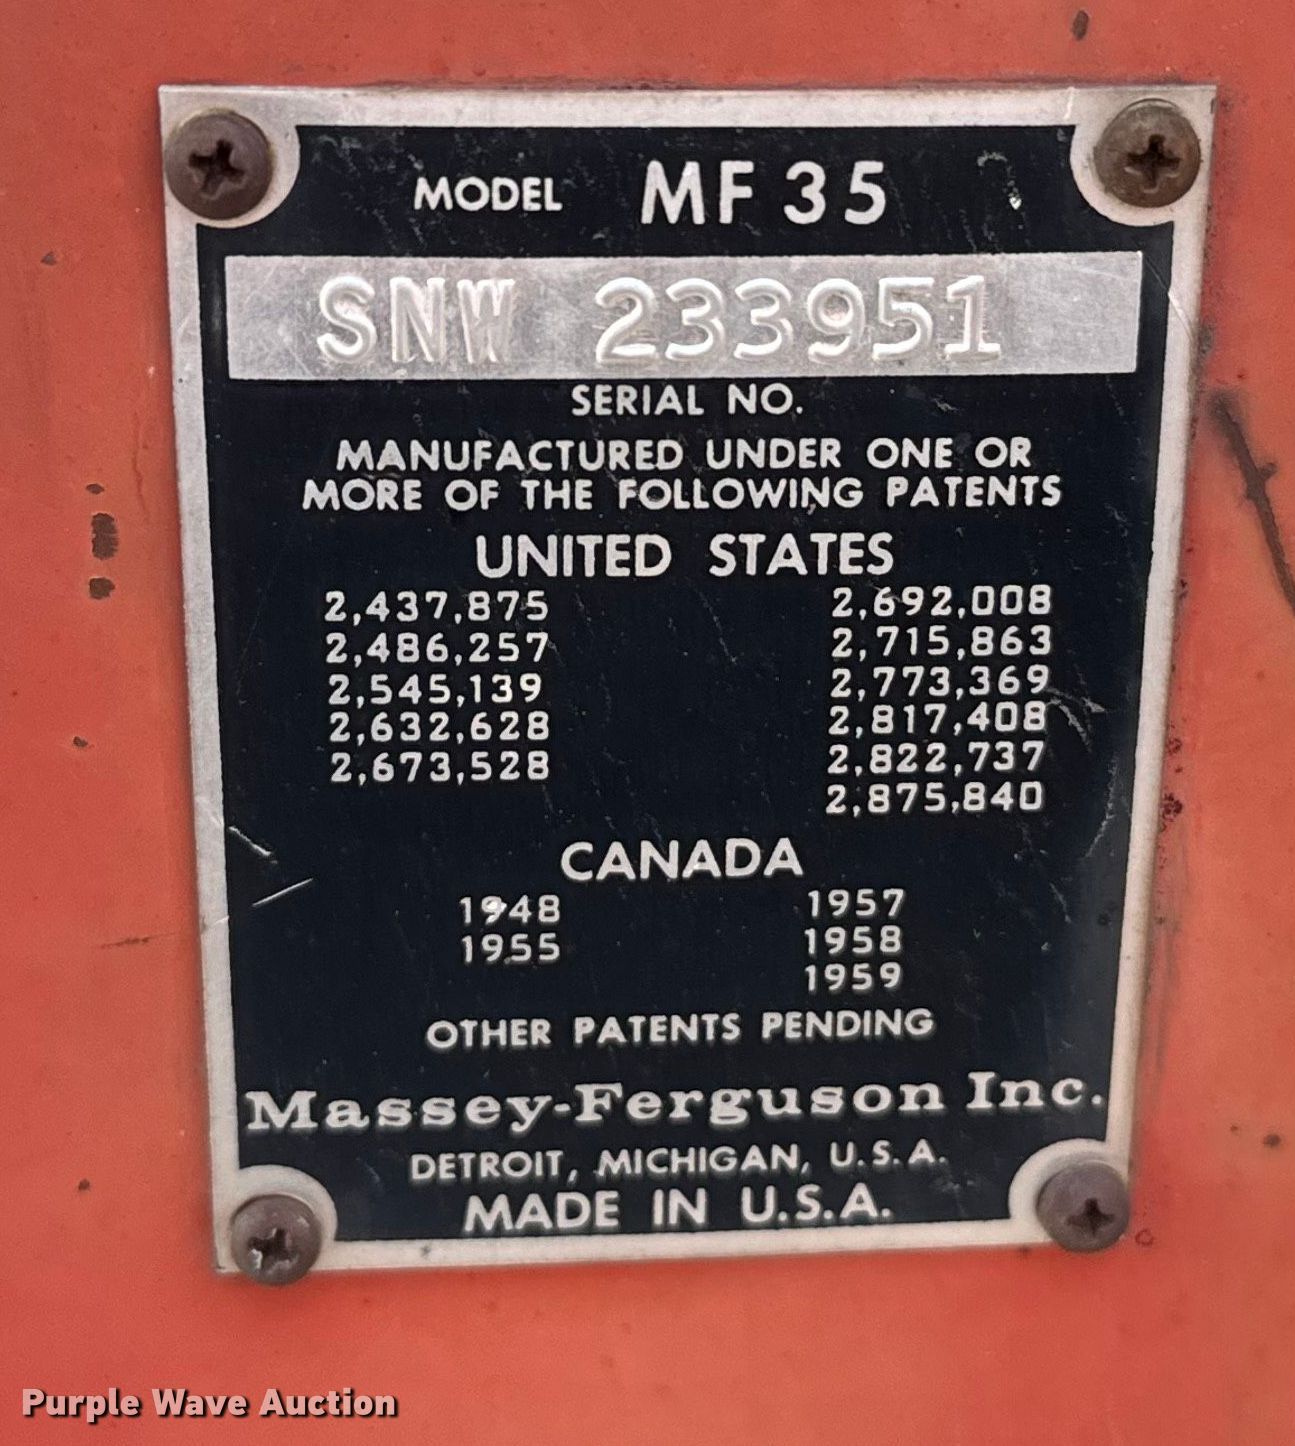 MODEL MF 35
SNW 233951
SERIAL NO.
MANUFACTURED UNDER ONE OR
MORE OF THE FOLLOWING PATENTS
UNITED STATES
2,437,875 2,692,008
2,486,257 2,715,863
2,545,139 2,773,369
2,632,628 2,817,408
2,673,528 2,822,737
2,875,840
CANADA
1948 1957
1955 1958
1959
OTHER PATENTS PENDING
Massey-Ferguson Inc.
DETROIT, MICHIGAN, U.S.A.
MADE IN U.S.A.
Purple Wave Auction